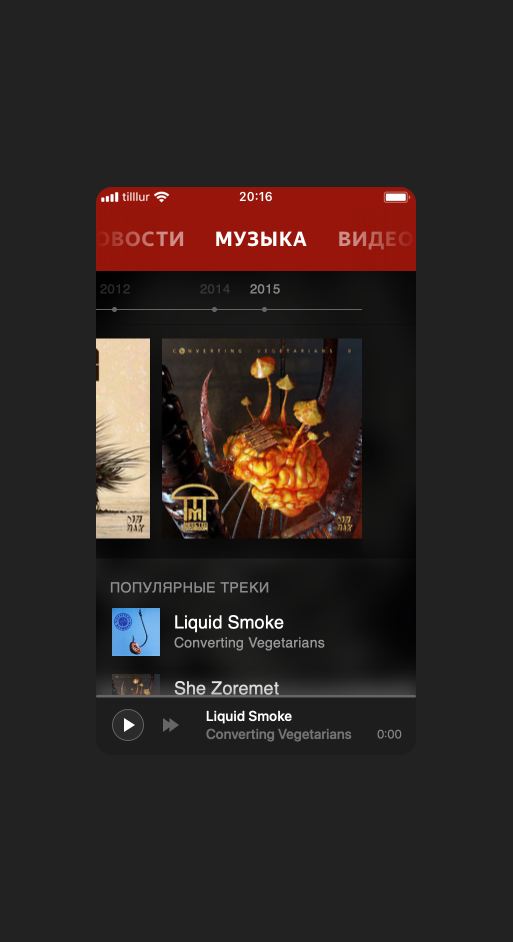 tilllur 20:16
ОВОСТИ МУЗЫКА ВИДЕО
2012 2014 2015
CONVERTING VEGETARIANS II
ПОПУЛЯРНЫЕ ТРЕКИ
Liquid Smoke
Converting Vegetarians
She Zoremet
Liquid Smoke
Converting Vegetarians 0:00